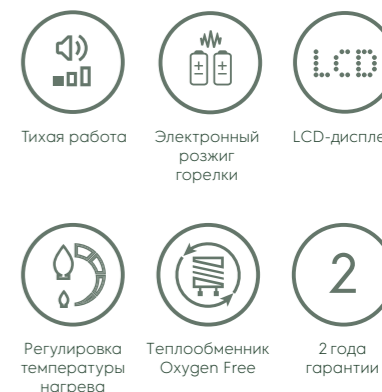 LCD
Тихая работа
Электронный
розжиг
горелки
LCD-диспле
2
Регулировка
температуры
нагрева
Теплообменник
Oxygen Free
2 года
гарантии